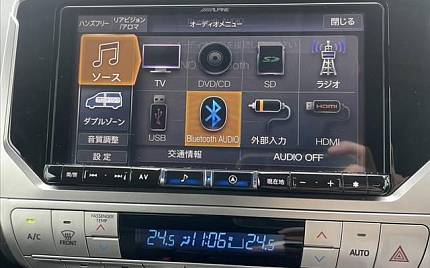 ALPINE
ハンズフリー リアビジョン/アロマ オーディオメニュー 閉じる
ソース TV DVD/CD SD ラジオ
ダブルゾーン USB Bluetooth AUDIO 外部入力 HDMI
音質調整
設定 交通情報 AUDIO OFF
AV 現在地
A/C FRONT PASSENGER TEMP 24.5 11:06 24.5 AUTO